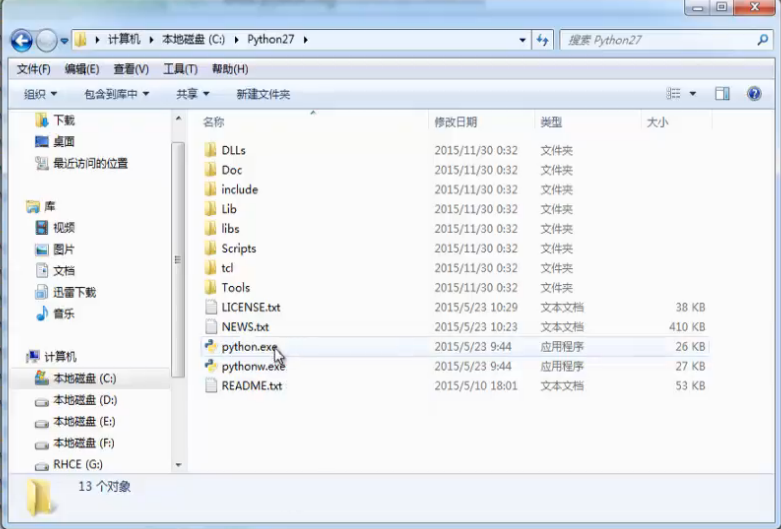 计算机 本地磁盘 (C:) Python27
搜索 Python27
文件(F) 编辑(E) 查看(V) 工具(T) 帮助(H)
组织 包含到库中 共享 新建文件夹
名称 修改日期 类型 大小
下载
桌面
最近访问的位置
库
视频
图片
文档
迅雷下载
音乐
计算机
本地磁盘 (C:)
本地磁盘 (D:)
本地磁盘 (E:)
本地磁盘 (F:)
RHCE (G:)
DLLs 2015/11/30 0:32 文件夹
Doc 2015/11/30 0:32 文件夹
include 2015/11/30 0:32 文件夹
Lib 2015/11/30 0:32 文件夹
libs 2015/11/30 0:32 文件夹
Scripts 2015/11/30 0:32 文件夹
tcl 2015/11/30 0:32 文件夹
Tools 2015/11/30 0:32 文件夹
LICENSE.txt 2015/5/23 10:29 文本文档 38 KB
NEWS.txt 2015/5/23 10:23 文本文档 410 KB
python.exe 2015/5/23 9:44 应用程序 26 KB
pythonw.exe 2015/5/23 9:44 应用程序 27 KB
README.txt 2015/5/10 18:01 文本文档 53 KB
13 个对象